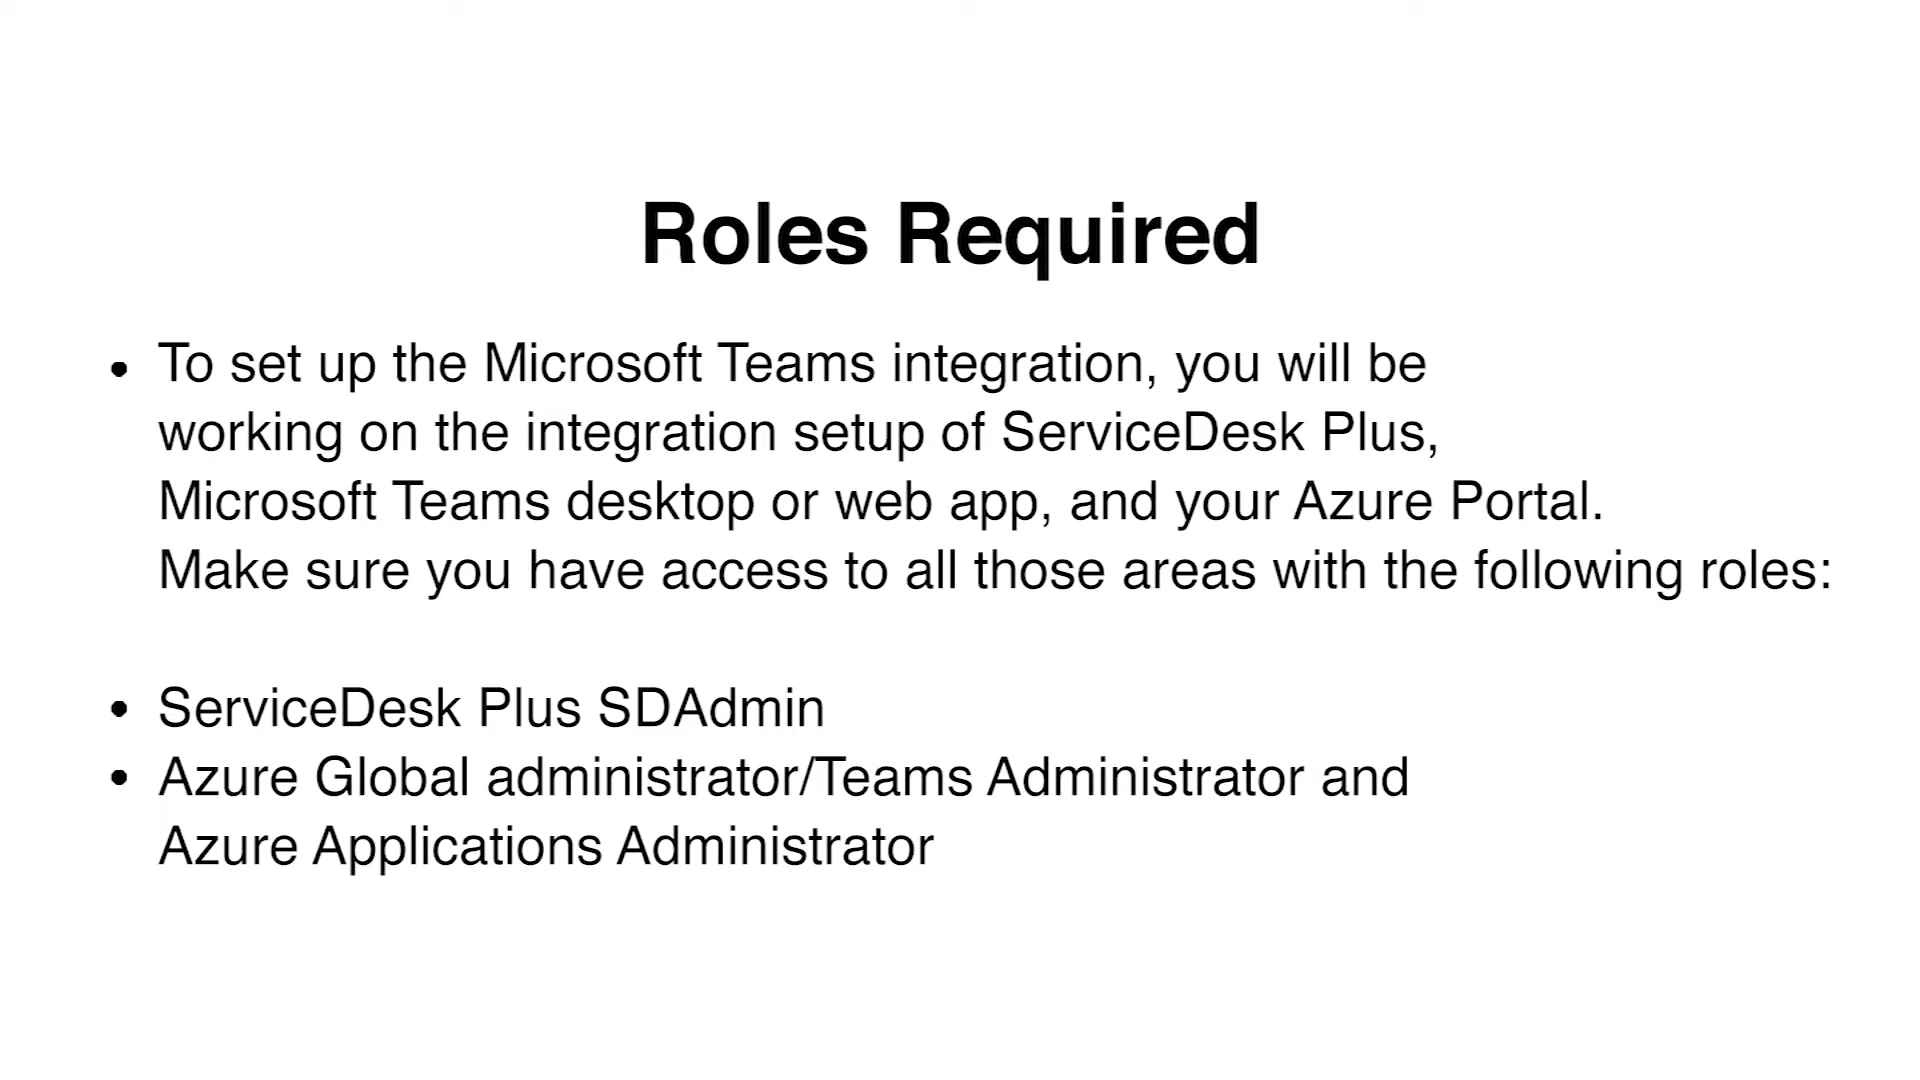 Roles Required
• To set up the Microsoft Teams integration, you will be
working on the integration setup of ServiceDesk Plus,
Microsoft Teams desktop or web app, and your Azure Portal.
Make sure you have access to all those areas with the following roles:
• ServiceDesk Plus SDAdmin
• Azure Global administrator/Teams Administrator and
Azure Applications Administrator